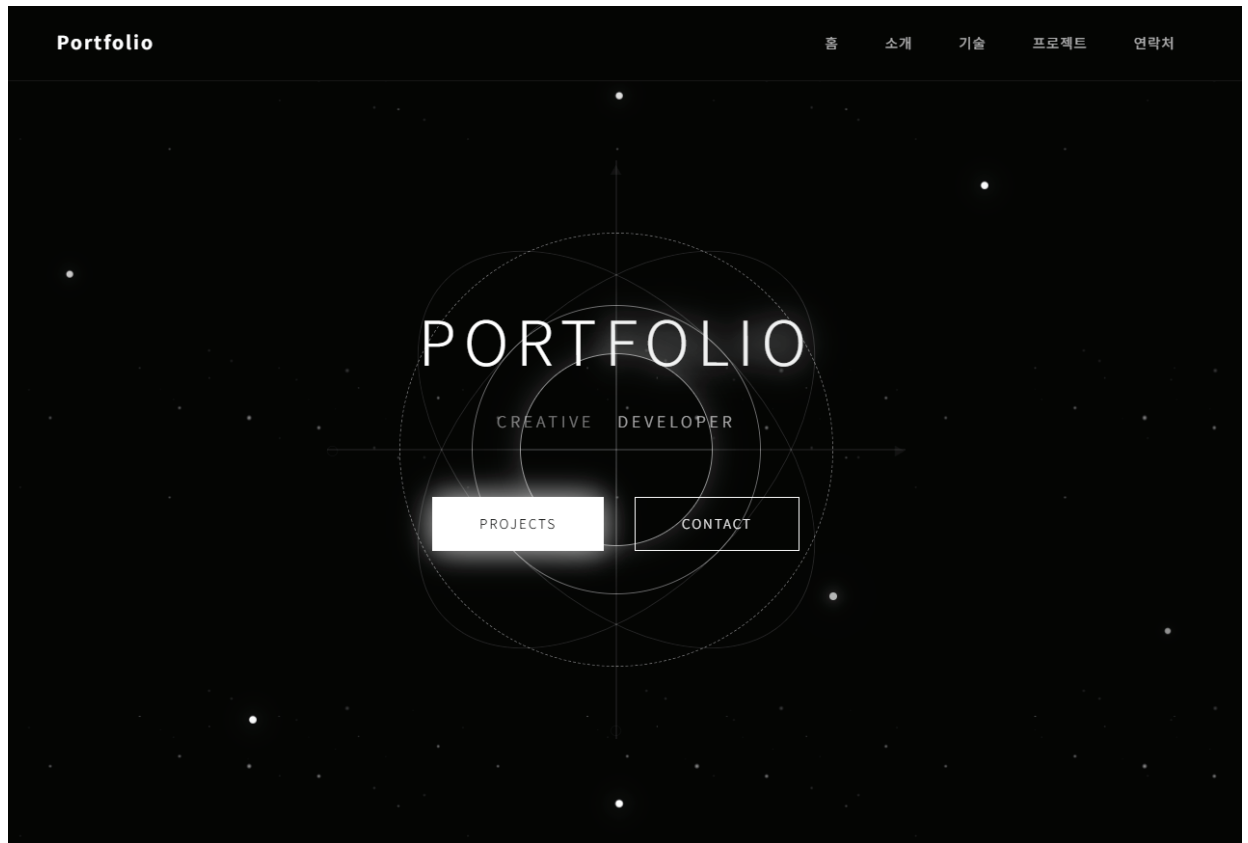 Portfolio 홈 소개 기술 프로젝트 연락처
PORTFOLIO
CREATIVE DEVELOPER
PROJECTS CONTACT